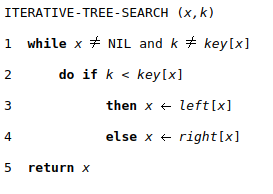 ITERATIVE-TREE-SEARCH (x,k)
1 while x ≠ NIL and k ≠ key[x]
2 do if k < key[x]
3 then x ← left[x]
4 else x ← right[x]
5 return x